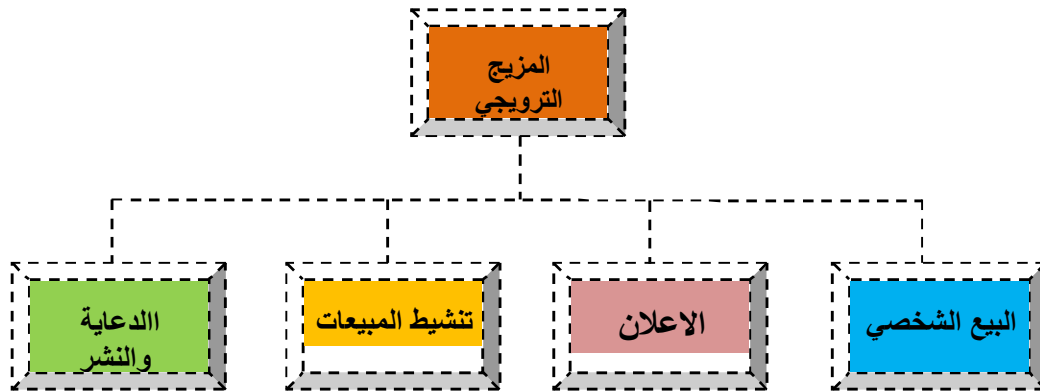 المزيج
الترويجي
البيع الشخصي
الاعلان
تنشيط المبيعات
االدعاية
والنشر